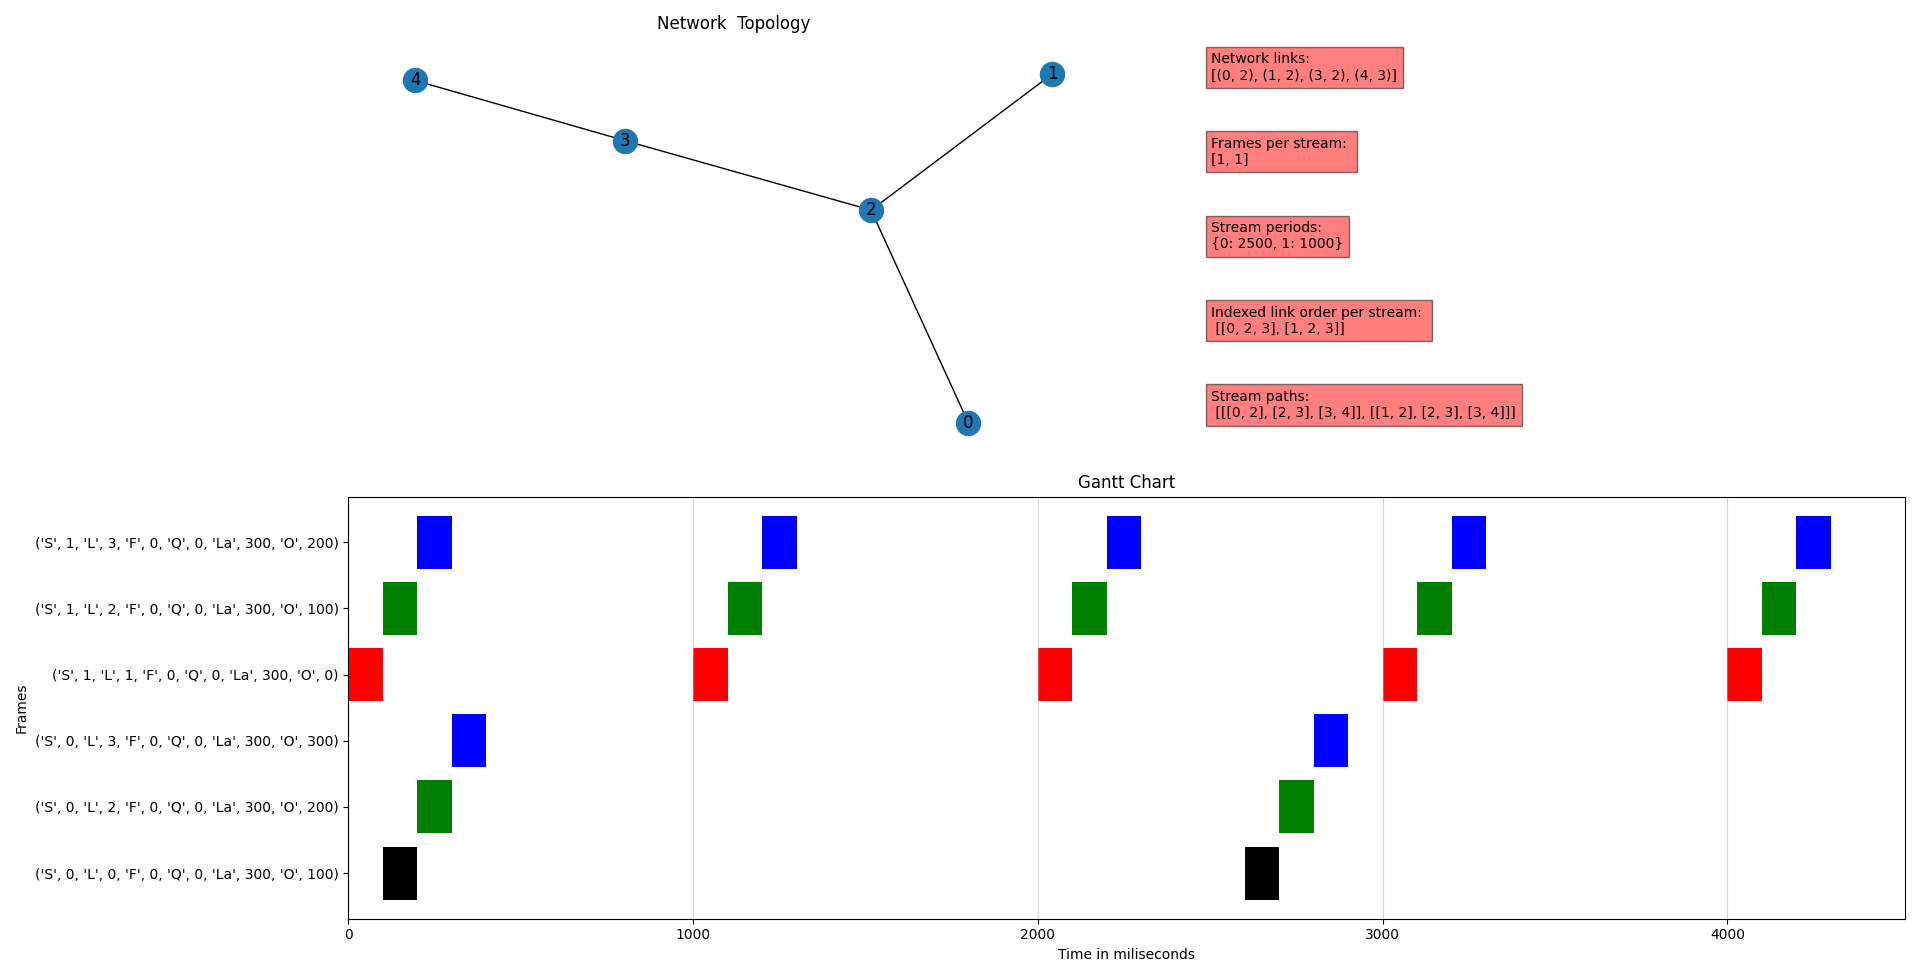 Network  Topology
4
1
3
2
0
Network links:
[(0, 2), (1, 2), (3, 2), (4, 3)]
Frames per stream:
[1, 1]
Stream periods:
{0: 2500, 1: 1000}
Indexed link order per stream:
[[0, 2, 3], [1, 2, 3]]
Stream paths:
[[[0, 2], [2, 3], [3, 4]], [[1, 2], [2, 3], [3, 4]]]
Gantt Chart
Frames
('S', 1, 'L', 3, 'F', 0, 'Q', 0, 'La', 300, 'O', 200)
('S', 1, 'L', 2, 'F', 0, 'Q', 0, 'La', 300, 'O', 100)
('S', 1, 'L', 1, 'F', 0, 'Q', 0, 'La', 300, 'O', 0)
('S', 0, 'L', 3, 'F', 0, 'Q', 0, 'La', 300, 'O', 300)
('S', 0, 'L', 2, 'F', 0, 'Q', 0, 'La', 300, 'O', 200)
('S', 0, 'L', 0, 'F', 0, 'Q', 0, 'La', 300, 'O', 100)
0 1000 2000 3000 4000
Time in miliseconds